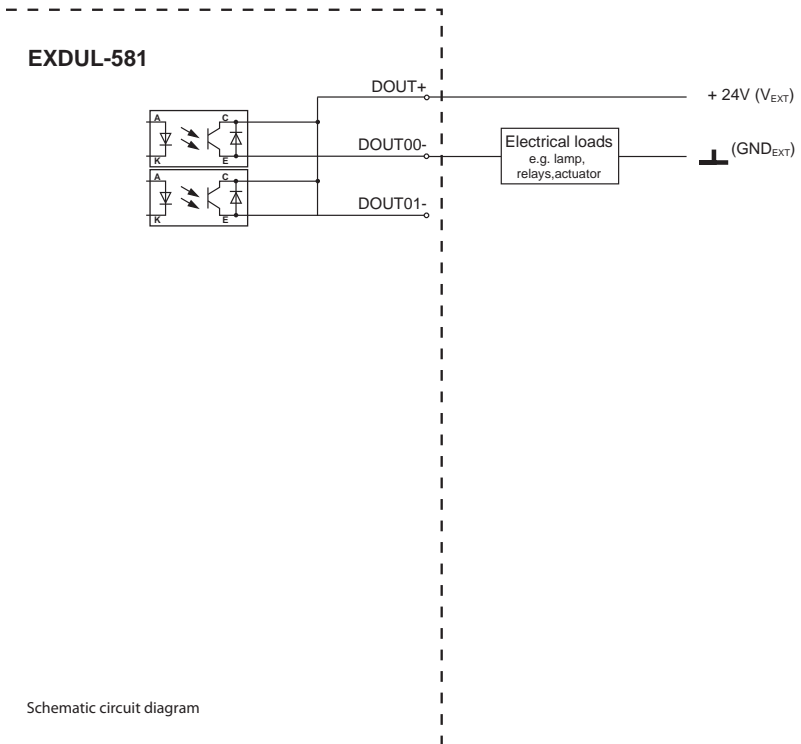 EXDUL-581
DOUT+
+ 24V (VEXT)
A
C
DOUT00-
Electrical loads
e.g. lamp,
relays,actuator
(GNDEXT)
K
E
A
C
DOUT01-
K
E
Schematic circuit diagram